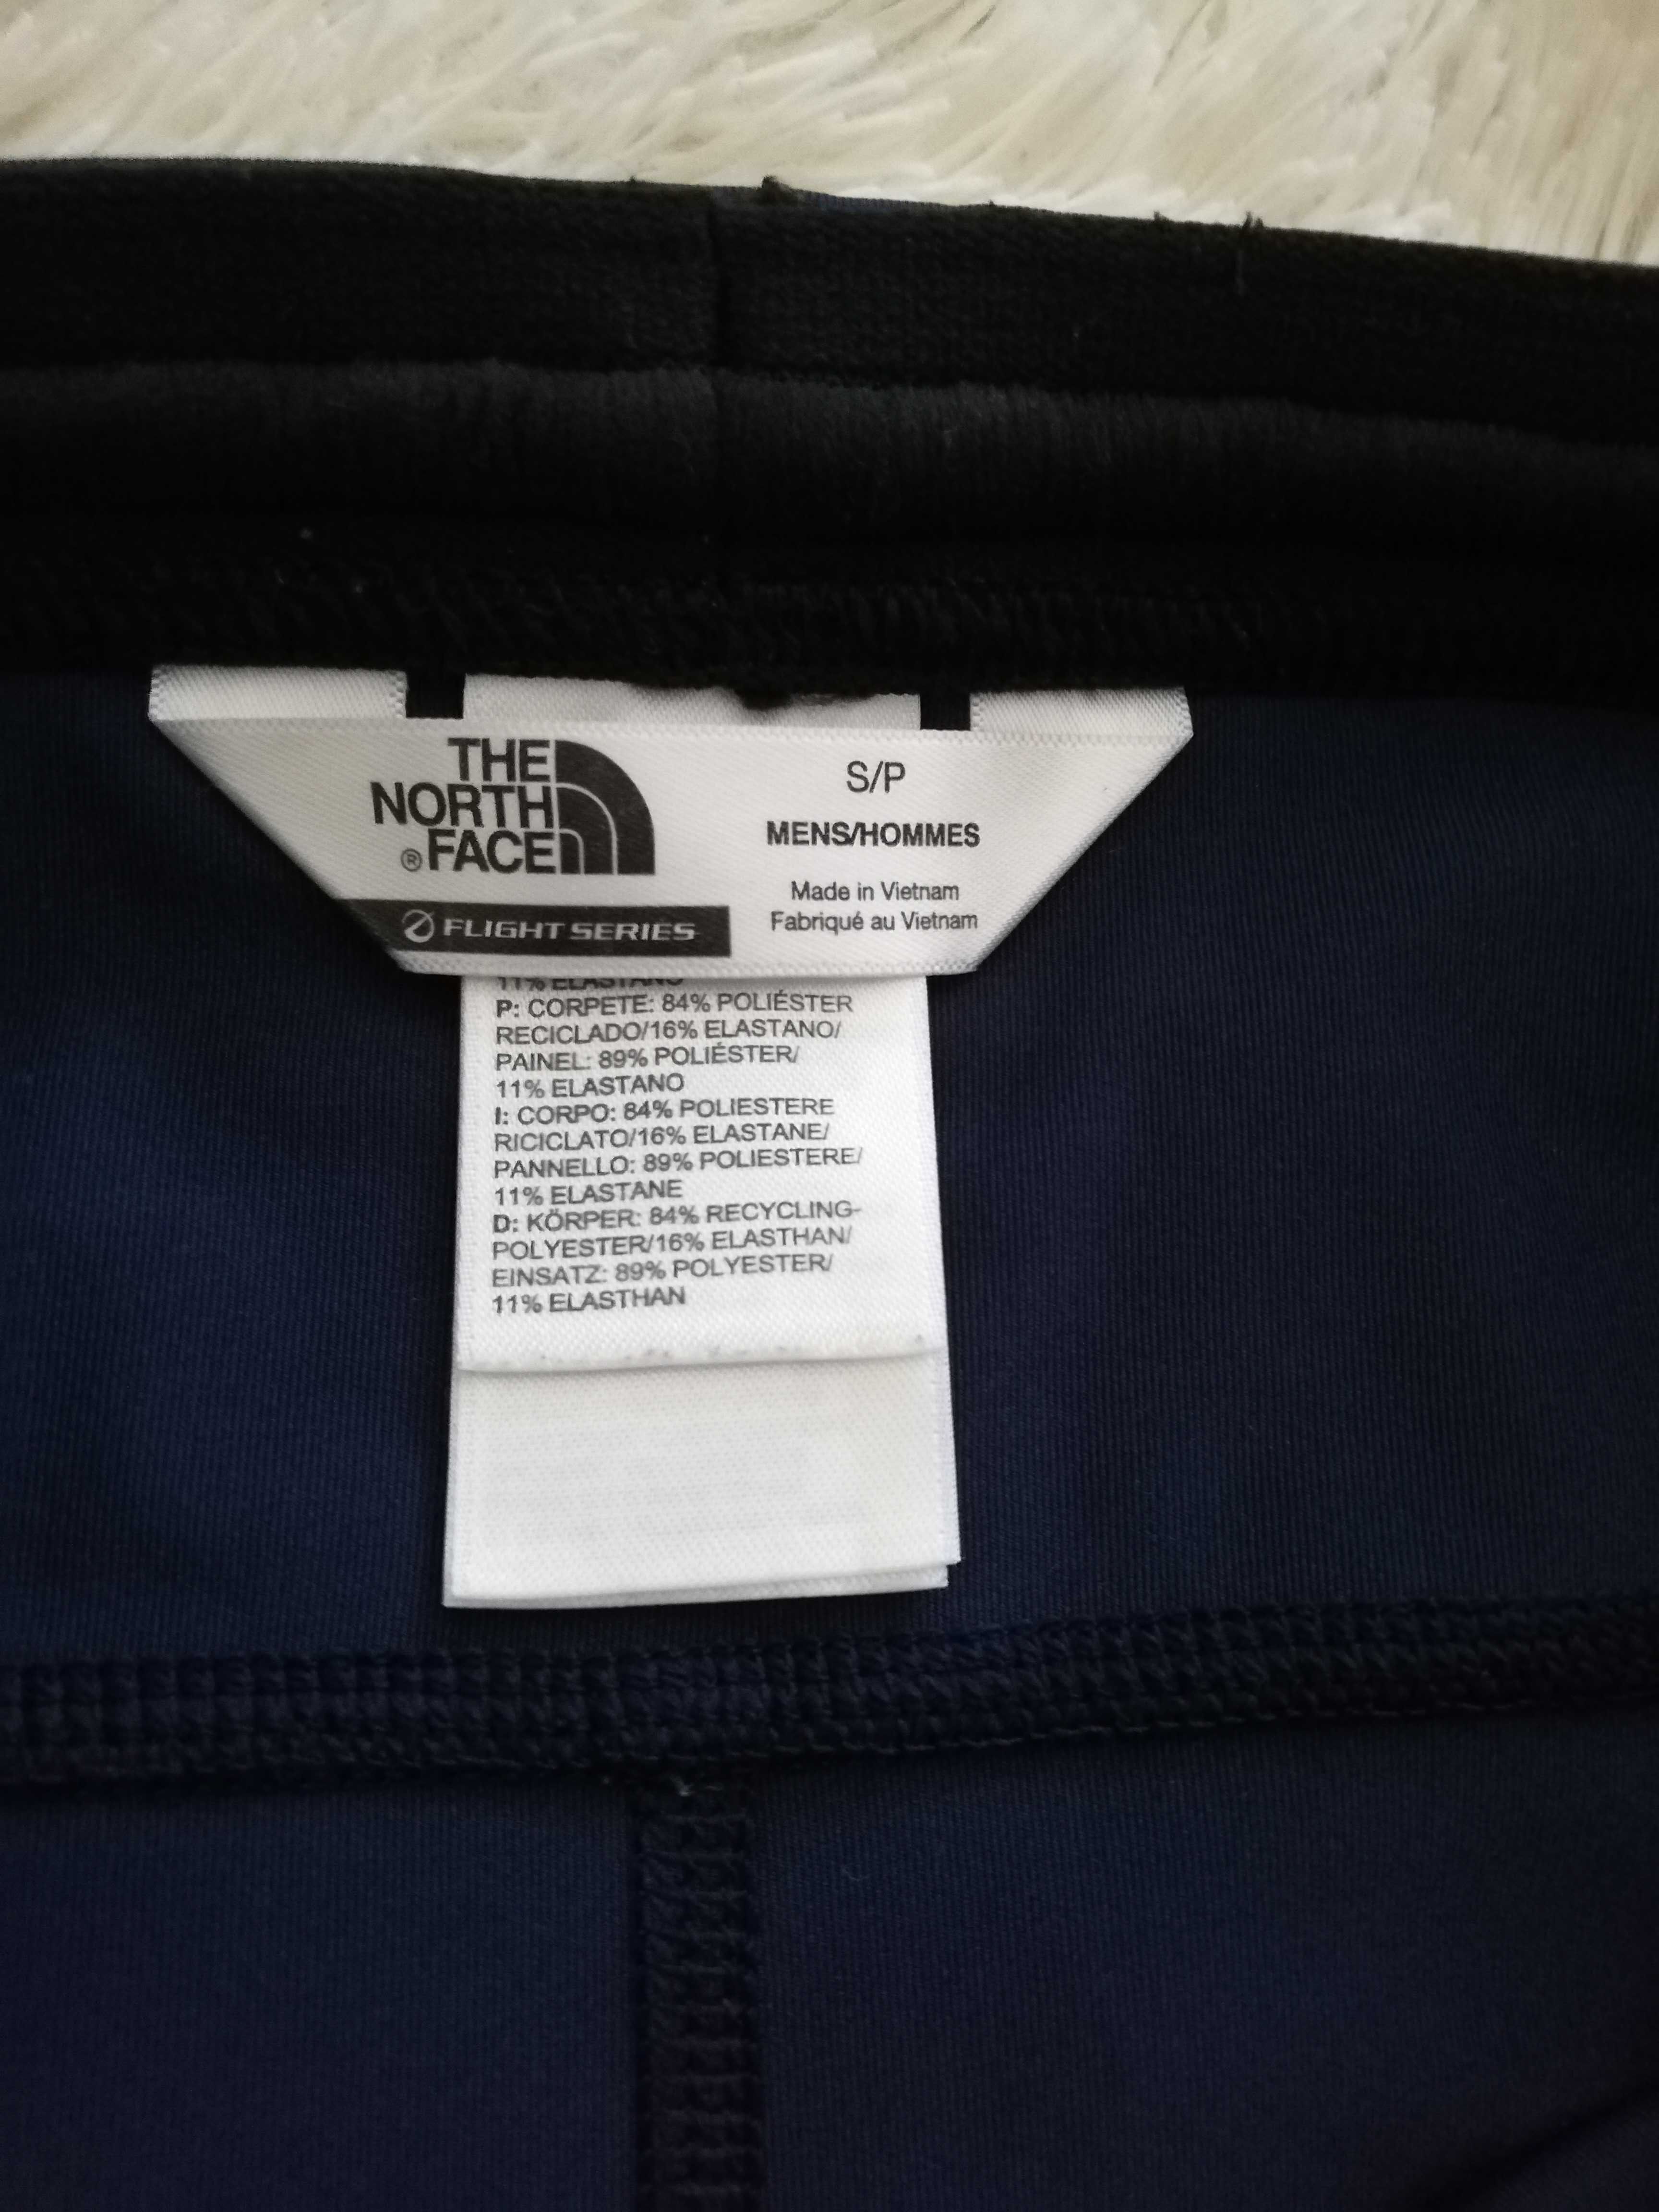 THE
NORTH
® FACE
FLIGHT SERIES
S/P
MENS/HOMMES
Made in Vietnam
Fabriqué au Vietnam
11% ELASTANO
P: CORPETE: 84% POLIÉSTER
RECICLADO/16% ELASTANO/
PAINEL: 89% POLIÉSTER/
11% ELASTANO
I: CORPO: 84% POLIESTERE
RICICLATO/16% ELASTANE/
PANNELLO: 89% POLIESTERE/
11% ELASTANE
D: KÖRPER: 84% RECYCLING-
POLYESTER/16% ELASTHAN/
EINSATZ: 89% POLYESTER/
11% ELASTHAN